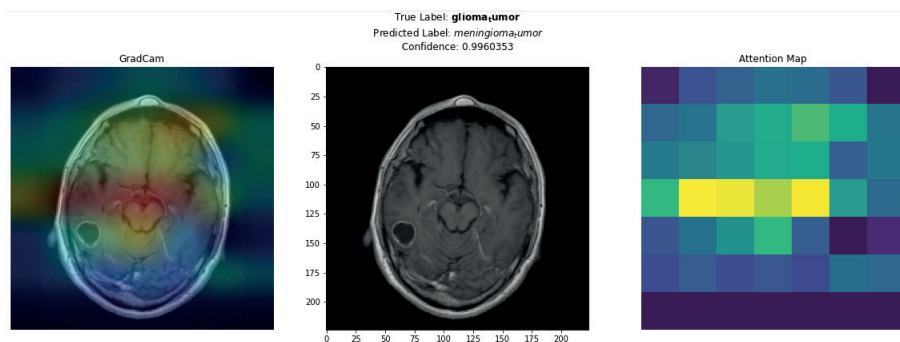 True Label: glioma_tumor
Predicted Label: meningioma_tumor
Confidence: 0.9960353
GradCam
Attention Map
0
25
50
75
100
125
150
175
200
0 25 50 75 100 125 150 175 200